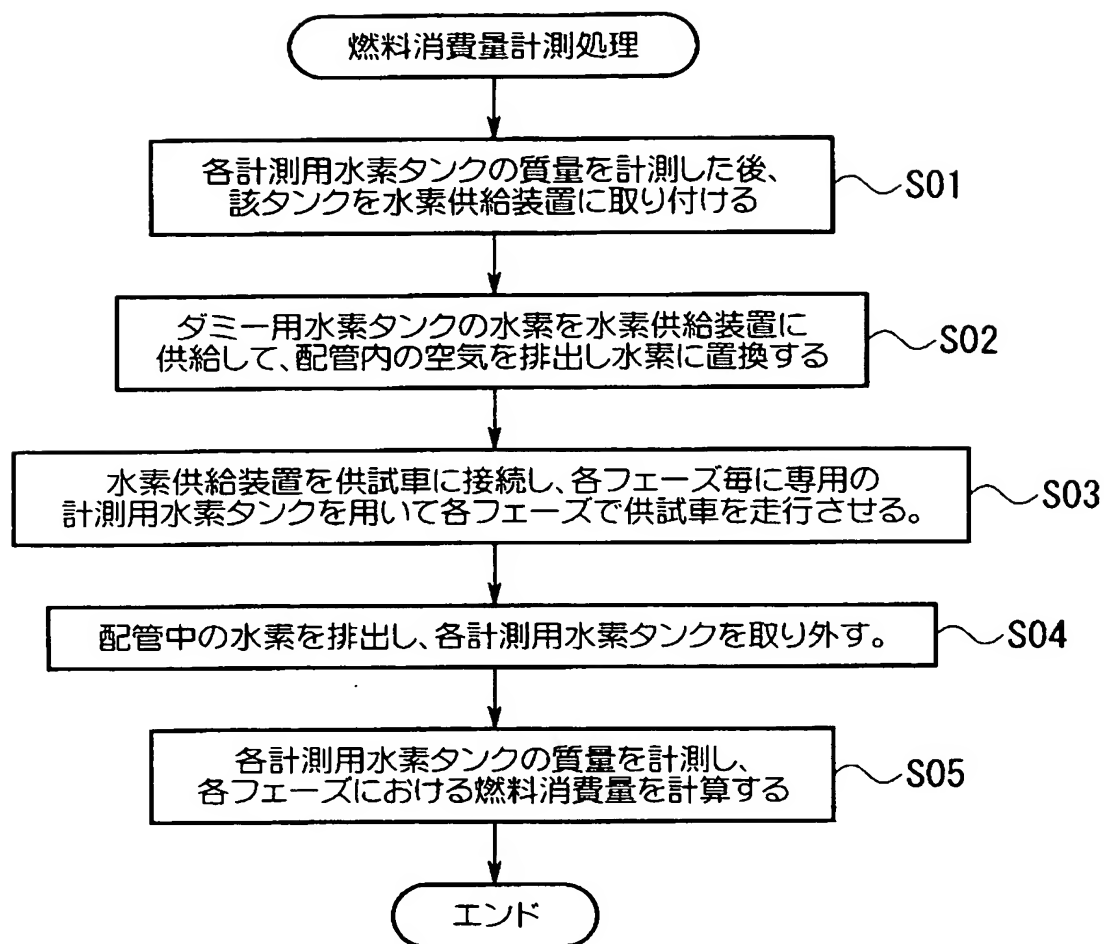 燃料消費量計測処理
各計測用水素タンクの質量を計測した後、
該タンクを水素供給装置に取り付ける
S01
ダミー用水素タンクの水素を水素供給装置に
供給して、配管内の空気を排出し水素に置換する
S02
水素供給装置を供試車に接続し、各フェーズ毎に専用の
計測用水素タンクを用いて各フェーズで供試車を走行させる。
S03
配管中の水素を排出し、各計測用水素タンクを取り外す。
S04
各計測用水素タンクの質量を計測し、
各フェーズにおける燃料消費量を計算する
S05
エンド